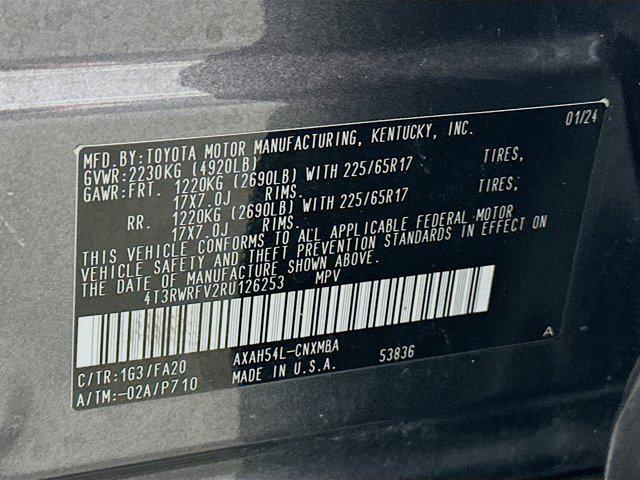 MFD.BY:TOYOTA MOTOR MANUFACTURING, KENTUCKY, INC. 01/24
GVWR:2230KG (4920LB)
GAWR:FRT. 1220KG (2690LB) WITH 225/65R17 TIRES,
17X7.0J RIMS.
RR. 1220KG (2690LB) WITH 225/65R17 TIRES,
17X7.0J RIMS.
THIS VEHICLE CONFORMS TO ALL APPLICABLE FEDERAL MOTOR
VEHICLE SAFETY AND THEFT PREVENTION STANDARDS IN EFFECT ON
THE DATE OF MANUFACTURE SHOWN ABOVE.
4T3RWRFV2RU126253 MPV
C/TR:1G3/FA20 AXAH54L-CNXMBA 53836 A
A/TM:-02A/P710 MADE IN U.S.A.